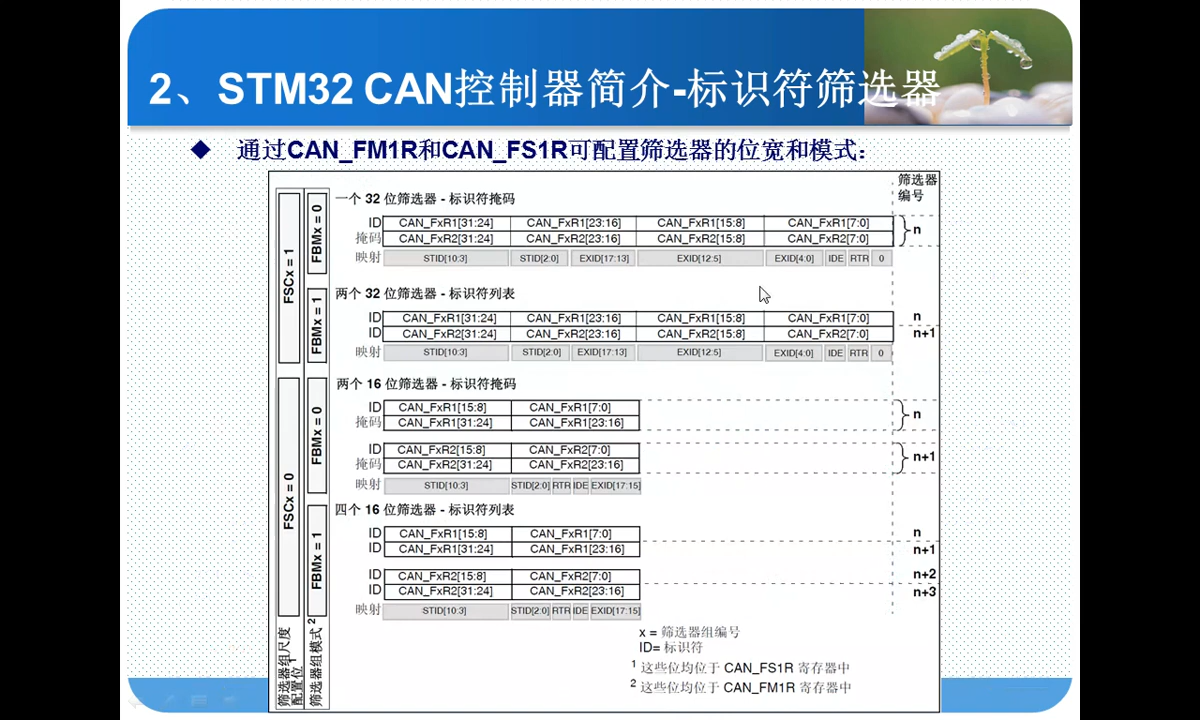 2、STM32 CAN控制器简介-标识符筛选器
◆ 通过CAN_FM1R和CAN_FS1R可配置筛选器的位宽和模式：
筛选器
编号
FSCx = 1
FBMx = 0
一个 32 位筛选器 - 标识符掩码
ID CAN_FxR1[31:24] CAN_FxR1[23:16] CAN_FxR1[15:8] CAN_FxR1[7:0] n
掩码 CAN_FxR2[31:24] CAN_FxR2[23:16] CAN_FxR2[15:8] CAN_FxR2[7:0]
映射 STID[10:3] STID[2:0] EXID[17:13] EXID[12:5] EXID[4:0] IDE RTR 0
FBMx = 1
两个 32 位筛选器 - 标识符列表
ID CAN_FxR1[31:24] CAN_FxR1[23:16] CAN_FxR1[15:8] CAN_FxR1[7:0] n
ID CAN_FxR2[31:24] CAN_FxR2[23:16] CAN_FxR2[15:8] CAN_FxR2[7:0] n+1
映射 STID[10:3] STID[2:0] EXID[17:13] EXID[12:5] EXID[4:0] IDE RTR 0
FSCx = 0
FBMx = 0
两个 16 位筛选器 - 标识符掩码
ID CAN_FxR1[15:8] CAN_FxR1[7:0] n
掩码 CAN_FxR1[31:24] CAN_FxR1[23:16]
ID CAN_FxR2[15:8] CAN_FxR2[7:0] n+1
掩码 CAN_FxR2[31:24] CAN_FxR2[23:16]
映射 STID[10:3] STID[2:0] RTR IDE EXID[17:15]
FBMx = 1
四个 16 位筛选器 - 标识符列表
ID CAN_FxR1[15:8] CAN_FxR1[7:0] n
ID CAN_FxR1[31:24] CAN_FxR1[23:16] n+1
ID CAN_FxR2[15:8] CAN_FxR2[7:0] n+2
ID CAN_FxR2[31:24] CAN_FxR2[23:16] n+3
映射 STID[10:3] STID[2:0] RTR IDE EXID[17:15]
筛选器组尺度
配置位 1
筛选器组模式 2
x = 筛选器组编号
ID= 标识符
1 这些位均位于 CAN_FS1R 寄存器中
2 这些位均位于 CAN_FM1R 寄存器中